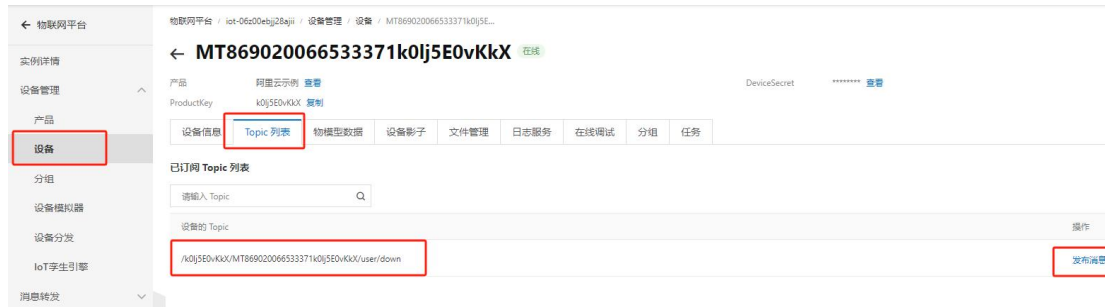 物联网平台
物联网平台 / iot-06z00ebjj28ajii / 设备管理 / 设备 / MT869020066533371k0lj5E...
MT869020066533371k0lj5E0vKkX 在线
实例详情
产品 阿里云示例 查看
DeviceSecret ******** 查看
设备管理
ProductKey k0lj5E0vKkX 复制
产品
设备信息 Topic 列表 物模型数据 设备影子 文件管理 日志服务 在线调试 分组 任务
设备
已订阅 Topic 列表
分组
请输入 Topic
设备模拟器
设备的 Topic 操作
设备分发
/k0lj5E0vKkX/MT869020066533371k0lj5E0vKkX/user/down 发布消息
IoT孪生引擎
消息转发